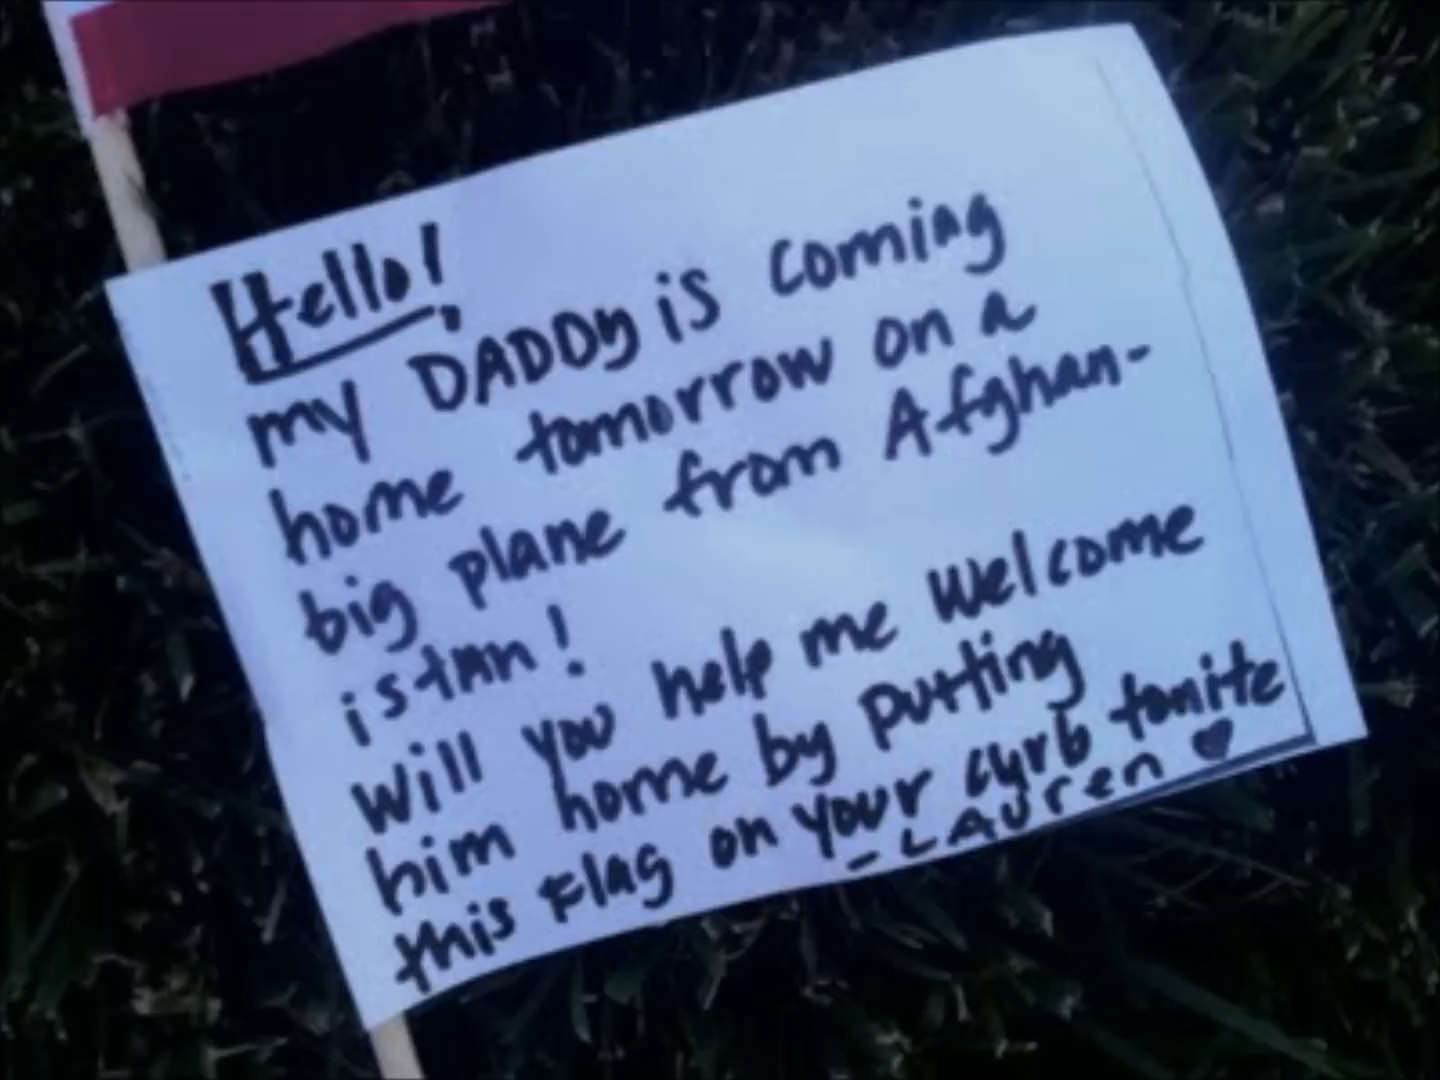 Hello!
my DADDy is coming
home tomorrow on a
big plane from Afghan-
istan!
Will you help me Welcome
him home by putting
this Flag on your cyrb tonite
- LAuren ♥